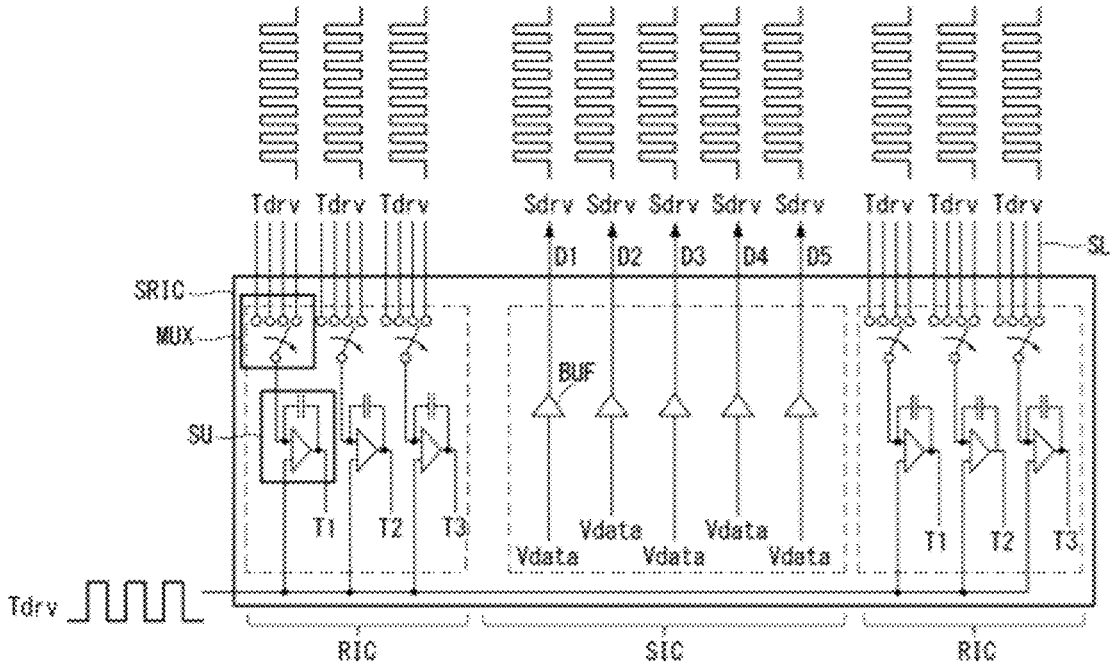 Tdrv Tdrv Tdrv Sdrv Sdrv Sdrv Sdrv Sdrv Tdrv Tdrv Tdrv
D1 D2 D3 D4 D5 SL
SRIC
MUX
BUF
SU
T1 T2 T3 T1 T2 T3
Vdata Vdata
Vdata Vdata Vdata
Tdrv
RIC SIC RIC